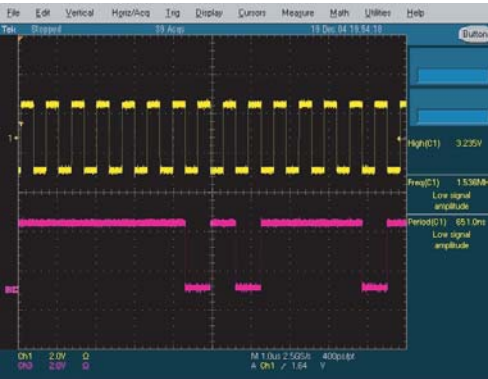 File Edit Vertical Horiz/Acq Trig Display Cursors Measure Math Utilities Help
Tek Stopped 39 Acqs 19 Dec 04 19:54:18
Button
High(C1) 3.235V
Freq(C1) 1.536MH
Low signal
amplitude
Period(C1) 651.0ns
Low signal
amplitude
Ch1 2.0V Ω M 1.0us 2.5GS/s 400ps/pt
Ch3 2.0V Ω A Ch1 / 1.64 V